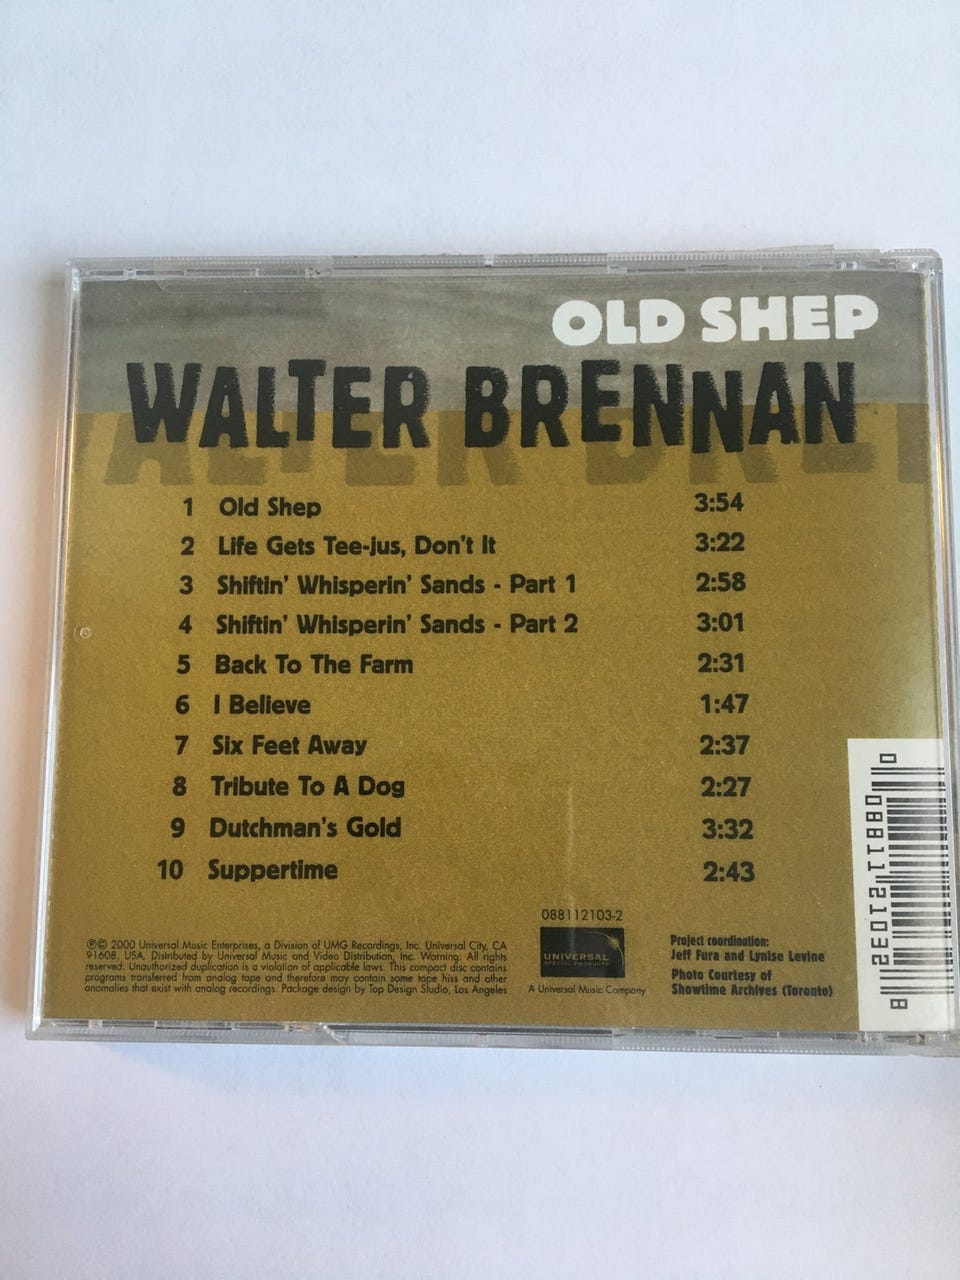 OLD SHEP
WALTER BRENNAN
1 Old Shep 3:54
2 Life Gets Tee-Jus, Don't It 3:22
3 Shiftin' Whisperin' Sands - Part 1 2:58
4 Shiftin' Whisperin' Sands - Part 2 3:01
5 Back To The Farm 2:31
6 I Believe 1:47
7 Six Feet Away 2:37
8 Tribute To A Dog 2:27
9 Dutchman's Gold 3:32
10 Suppertime 2:43
℗© 2000 Universal Music Enterprises, a Division of UMG Recordings, Inc. Universal City, CA
91608, USA. Distributed by Universal Music and Video Distribution, Inc. Warning: All rights
reserved. Unauthorized duplication is a violation of applicable laws. This compact disc contains
programs transferred from analog tape and therefore may contain some tape hiss and other
anomalies that exist with analog recordings. Package design by Top Design Studio, Los Angeles
088112103-2
UNIVERSAL
SPECIAL PRODUCTS
A Universal Music Company
Project coordination:
Jeff Fura and Lynise Levine
Photo Courtesy of
Showtime Archives (Toronto)
0 08811 21032 8